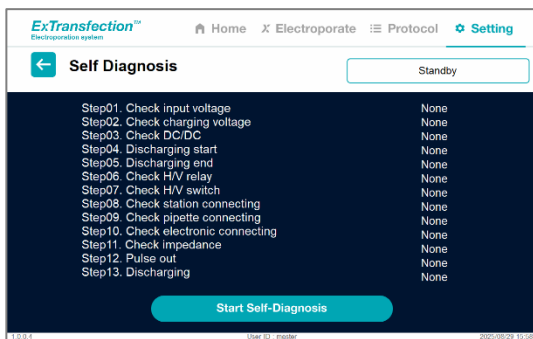 ExTransfection™
Electroporation system
Home
Electroporate
Protocol
Setting
Self Diagnosis
Standby
Step01. Check input voltage None
Step02. Check charging voltage None
Step03. Check DC/DC None
Step04. Discharging start None
Step05. Discharging end None
Step06. Check H/V relay None
Step07. Check H/V switch None
Step08. Check station connecting None
Step09. Check pipette connecting None
Step10. Check electronic connecting None
Step11. Check impedance None
Step12. Pulse out None
Step13. Discharging None
Start Self-Diagnosis
1.0.0.4 User ID : master 2025/08/29 15:58